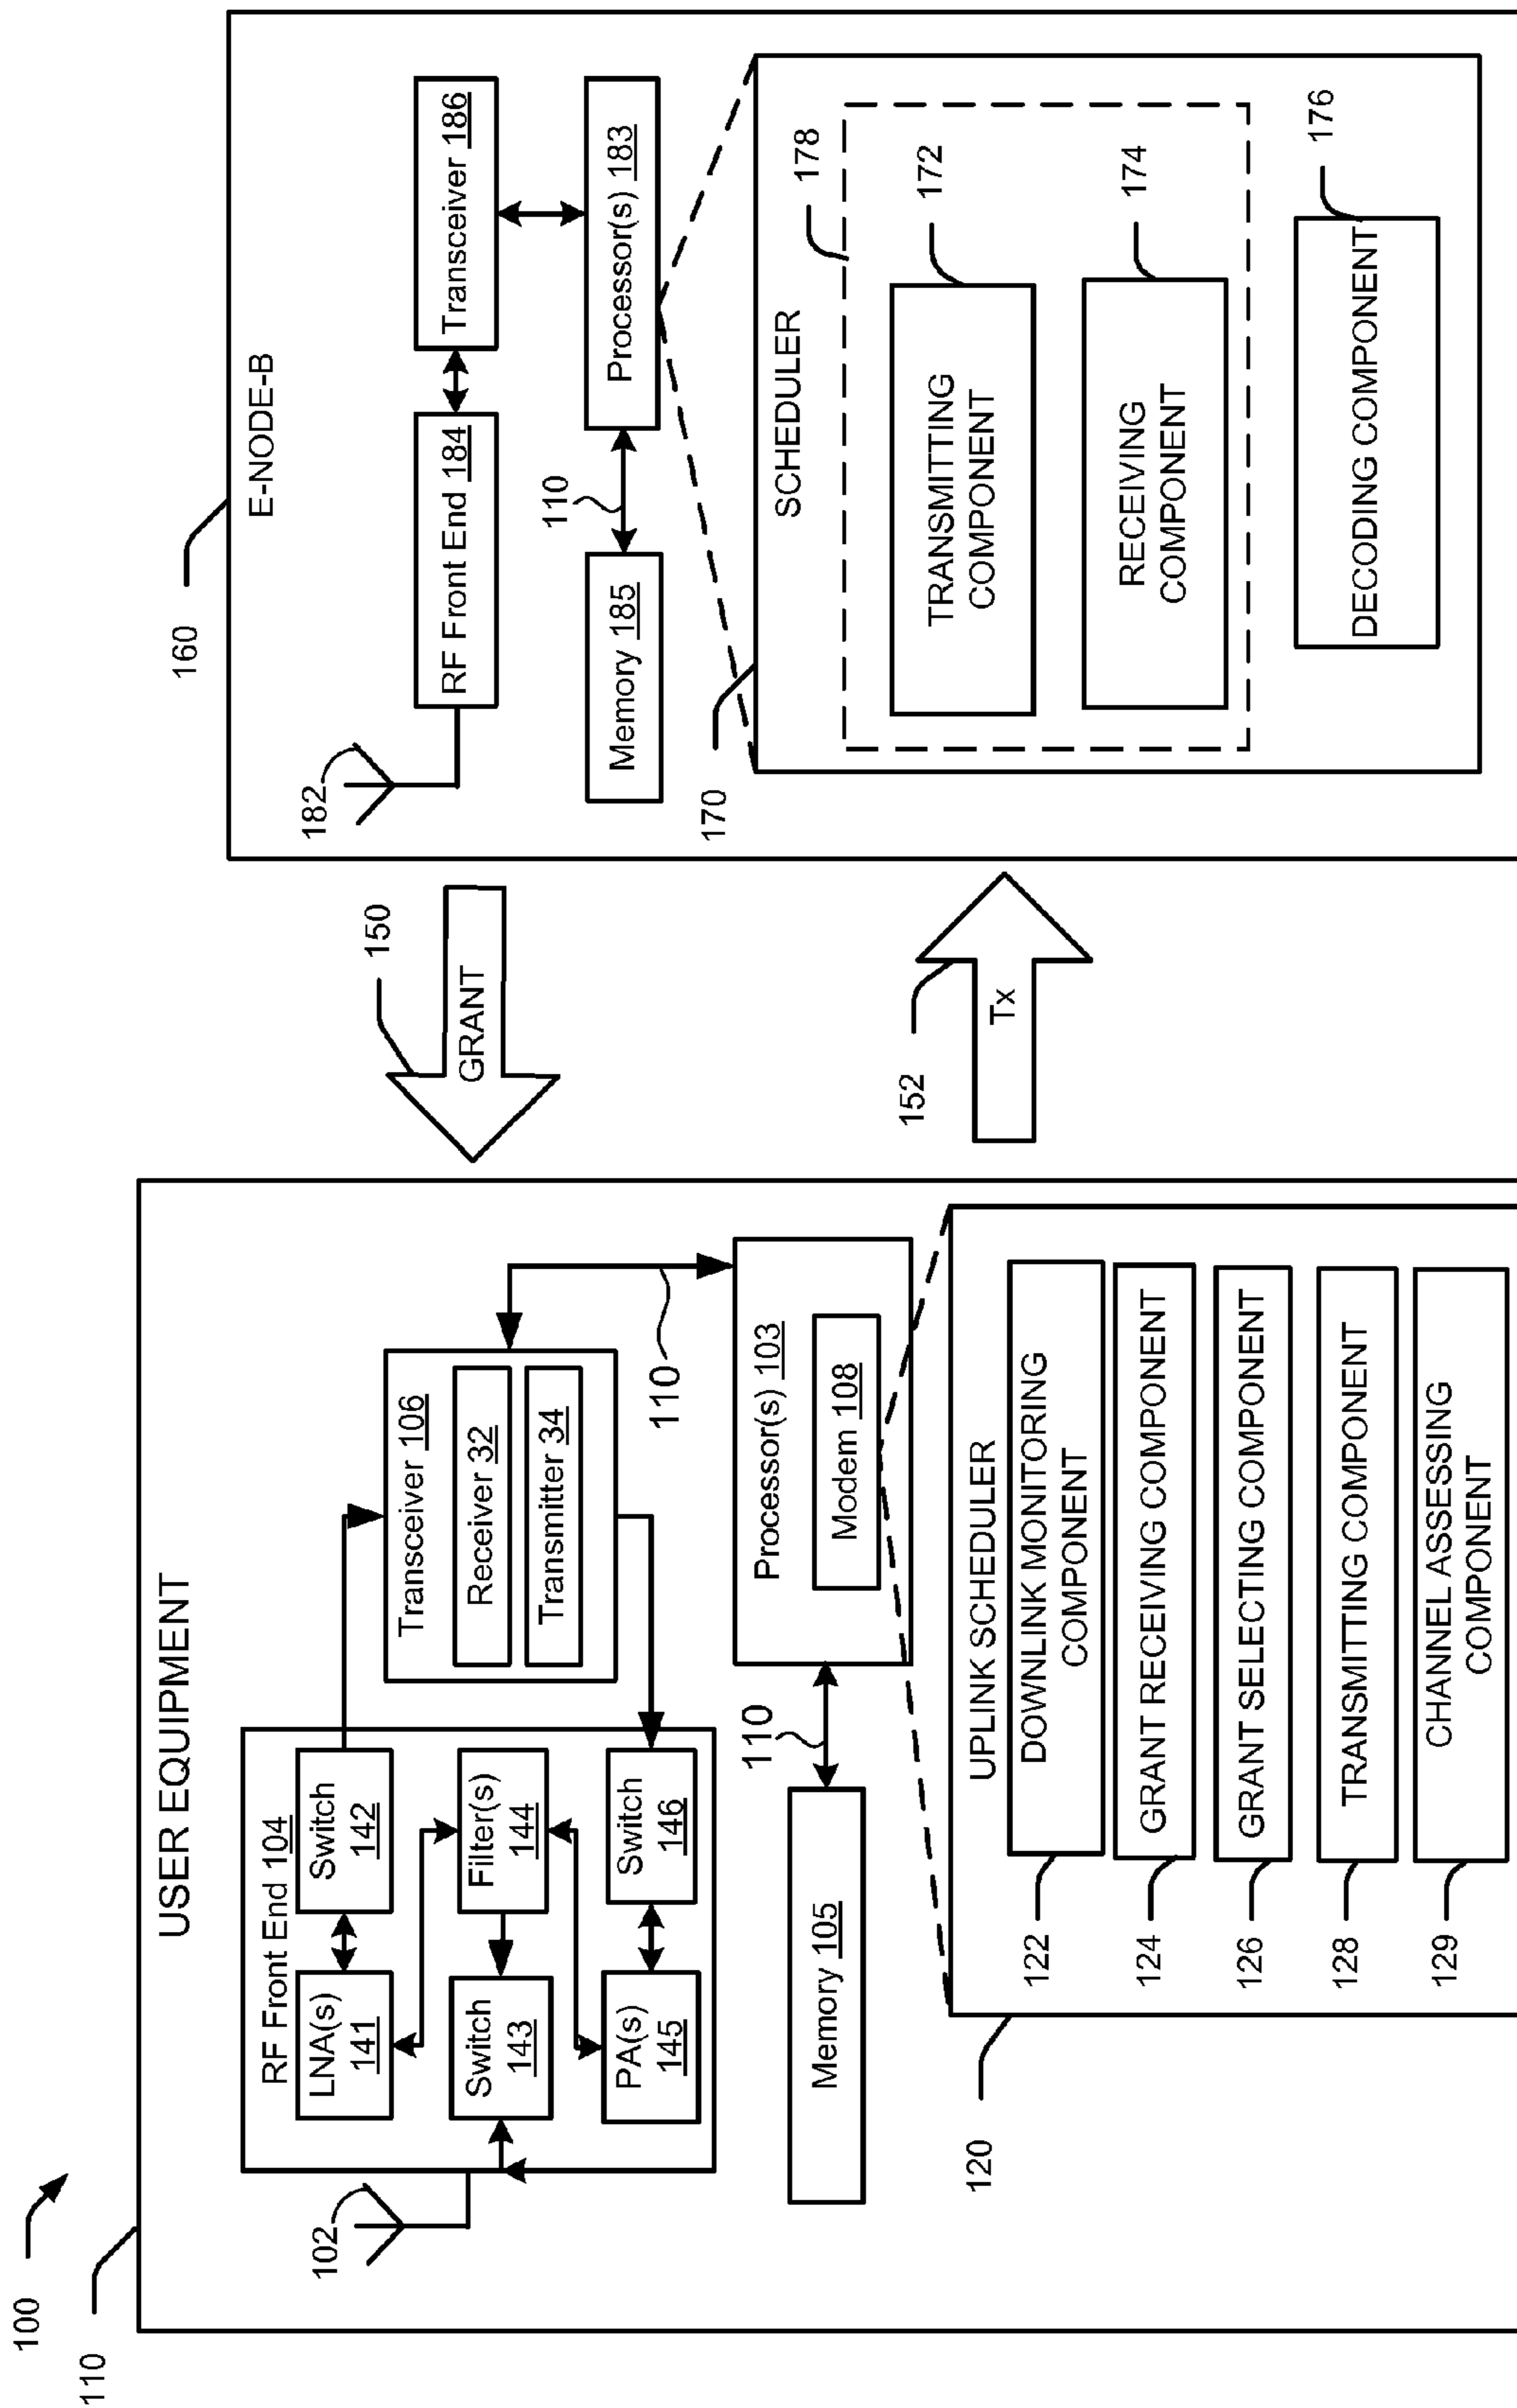 100
110
USER EQUIPMENT
102
RF Front End 104
LNA(s)
141
Switch
142
Switch
143
Filter(s)
144
PA(s)
145
Switch
146
Transceiver 106
Receiver 32
Transmitter 34
110
Memory 105
110
Processor(s) 103
Modem 108
120
UPLINK SCHEDULER
122
DOWNLINK MONITORING
COMPONENT
124
GRANT RECEIVING COMPONENT
126
GRANT SELECTING COMPONENT
128
TRANSMITTING COMPONENT
129
CHANNEL ASSESSING
COMPONENT
150
GRANT
152
Tx
160
E-NODE-B
182
RF Front End 184
Transceiver 186
Memory 185
110
Processor(s) 183
170
SCHEDULER
178
TRANSMITTING
COMPONENT
172
RECEIVING
COMPONENT
174
DECODING COMPONENT
176